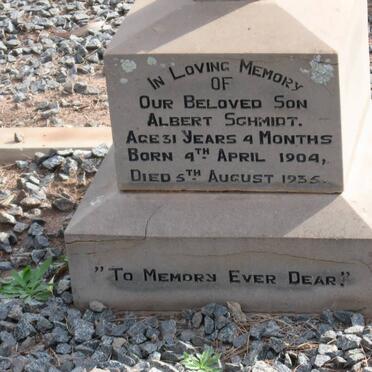 In Loving Memory
OF
Our Beloved Son
Albert Schmidt.
Age 31 Years 4 Months
Born 4TH April 1904,
Died 5TH August 1935.
"To Memory Ever Dear."